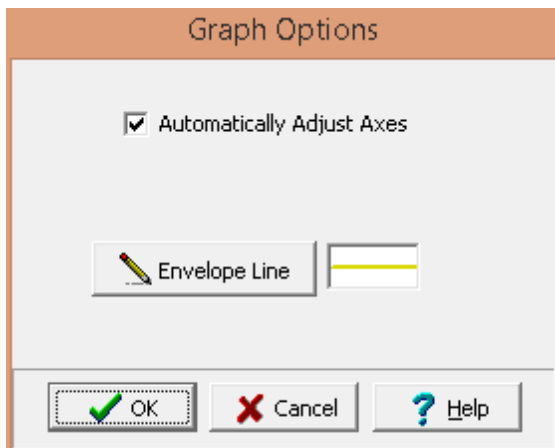 Graph Options
Automatically Adjust Axes
Envelope Line
OK Cancel Help